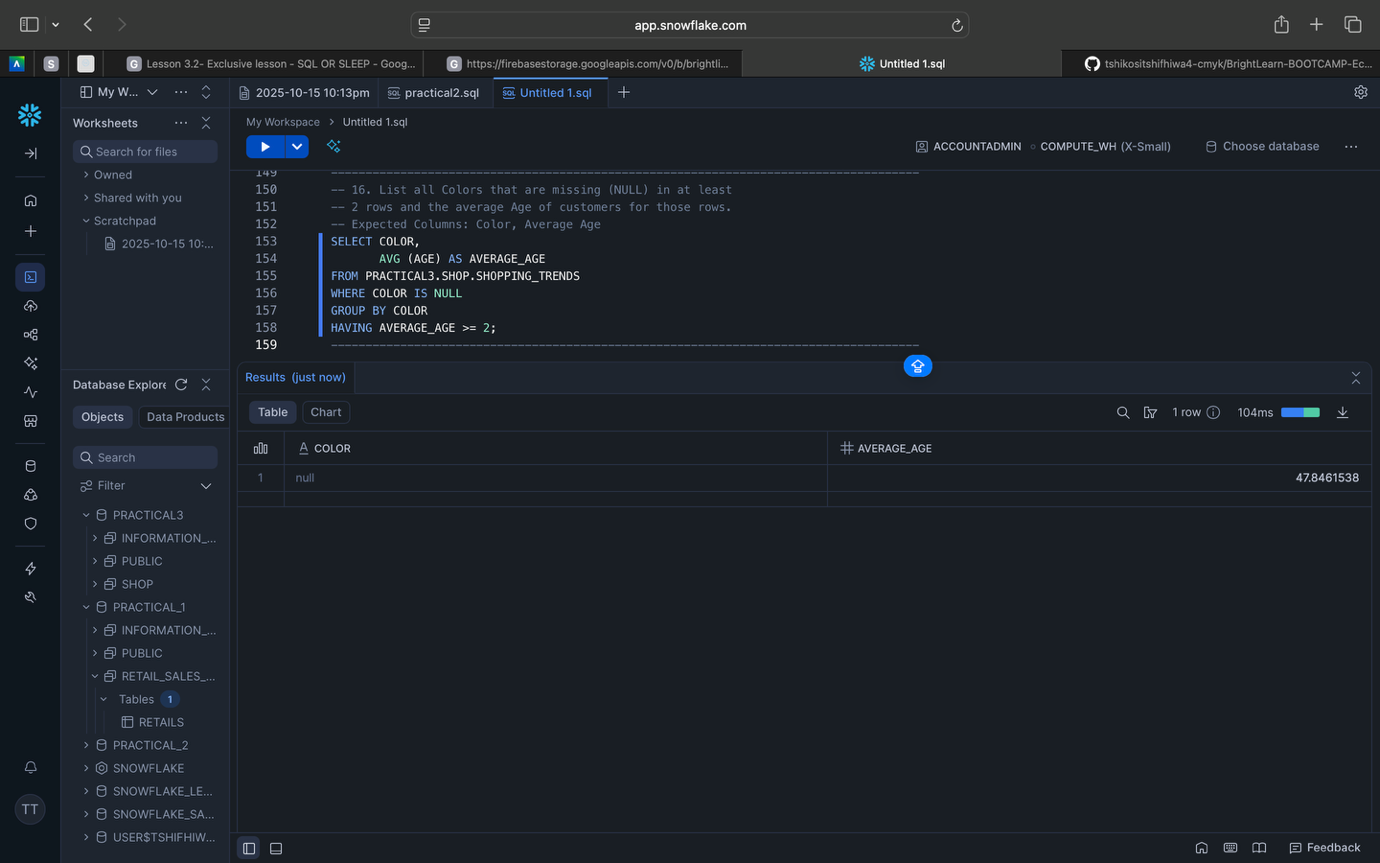 app.snowflake.com
S
G Lesson 3.2- Exclusive lesson - SQL OR SLEEP - Goog...
G https://firebasestorage.googleapis.com/v0/b/brightli...
Untitled 1.sql
tshikositshifhiwa4-cmyk/BrightLearn-BOOTCAMP-Ec...
My W...
2025-10-15 10:13pm
SQL practical2.sql
SQL Untitled 1.sql
Worksheets
Search for files
Owned
Shared with you
Scratchpad
2025-10-15 10:...
My Workspace > Untitled 1.sql
ACCOUNTADMIN COMPUTE_WH (X-Small)
Choose database
149 -------------------------------------------------------------------------------------
150 -- 16. List all Colors that are missing (NULL) in at least
151 -- 2 rows and the average Age of customers for those rows.
152 -- Expected Columns: Color, Average Age
153 SELECT COLOR,
154 AVG (AGE) AS AVERAGE_AGE
155 FROM PRACTICAL3.SHOP.SHOPPING_TRENDS
156 WHERE COLOR IS NULL
157 GROUP BY COLOR
158 HAVING AVERAGE_AGE >= 2;
159 -------------------------------------------------------------------------------------
Database Explore
Objects
Data Products
Search
Filter
PRACTICAL3
INFORMATION_...
PUBLIC
SHOP
PRACTICAL_1
INFORMATION_...
PUBLIC
RETAIL_SALES_...
Tables 1
RETAILS
PRACTICAL_2
SNOWFLAKE
SNOWFLAKE_LE...
SNOWFLAKE_SA...
USER$TSHIFHIW...
TT
Results (just now)
Table
Chart
1 row
104ms
COLOR
AVERAGE_AGE
1 null 47.8461538
Feedback